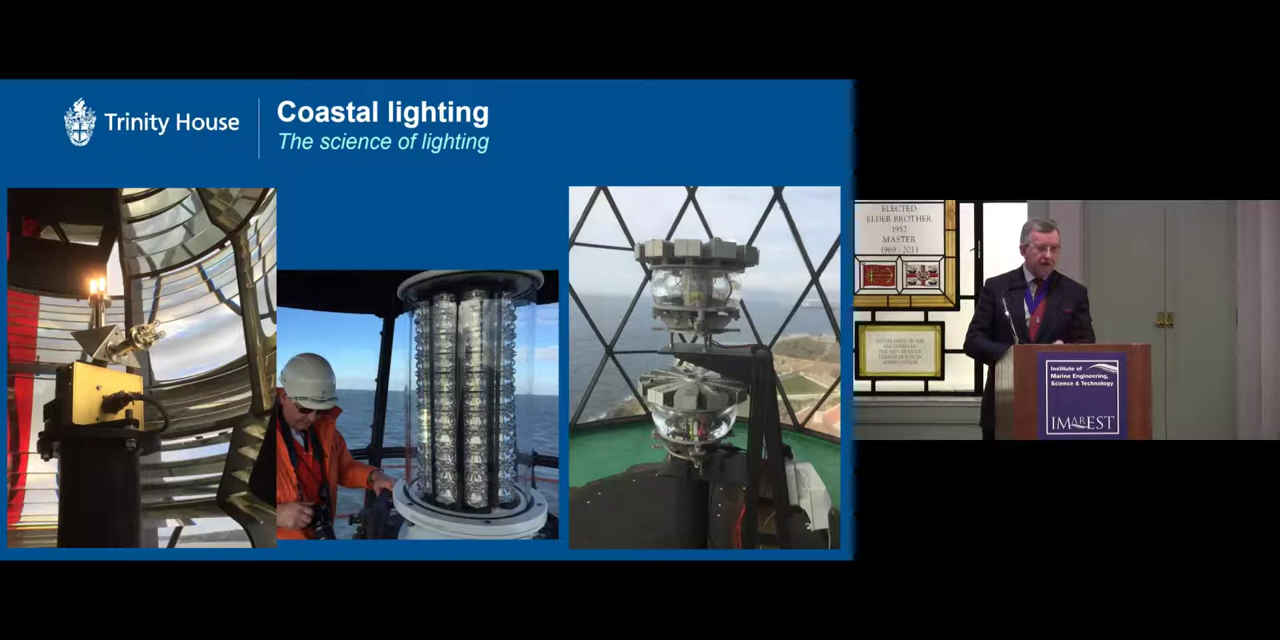 Trinity House
Coastal lighting
The science of lighting
ELECTED
ELDER BROTHER
1952
MASTER
1969 - 2011
Institute of
Marine Engineering,
Science & Technology
IMAREST